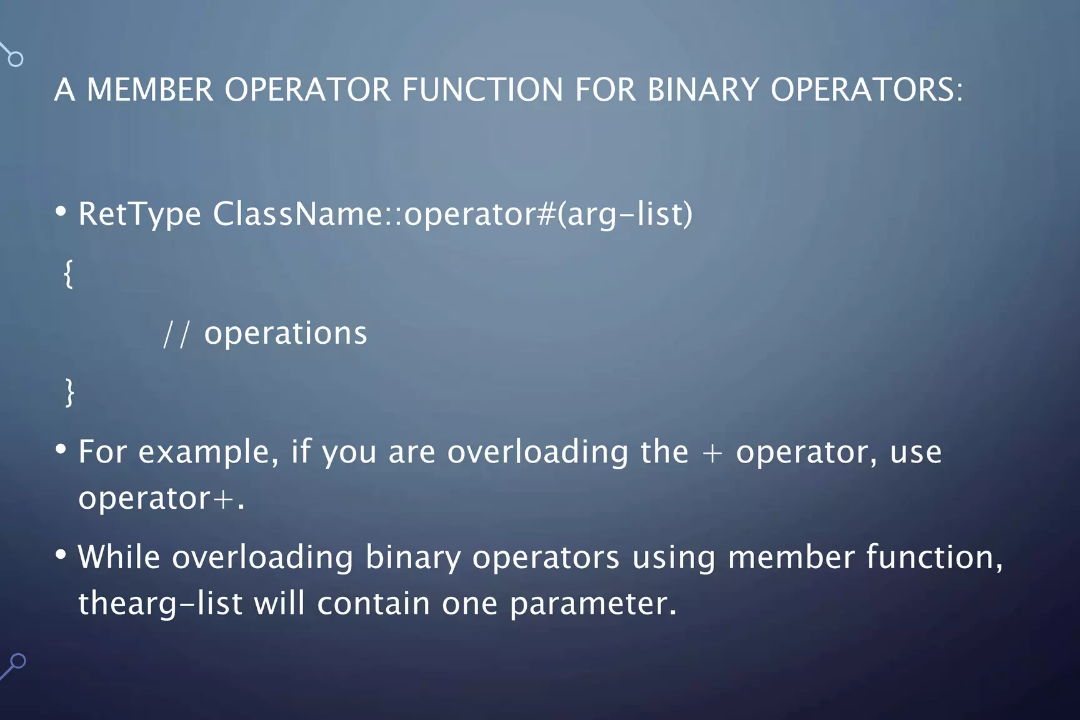 A MEMBER OPERATOR FUNCTION FOR BINARY OPERATORS:
• RetType ClassName::operator#(arg-list)
{
// operations
}
• For example, if you are overloading the + operator, use
operator+.
• While overloading binary operators using member function,
thearg-list will contain one parameter.